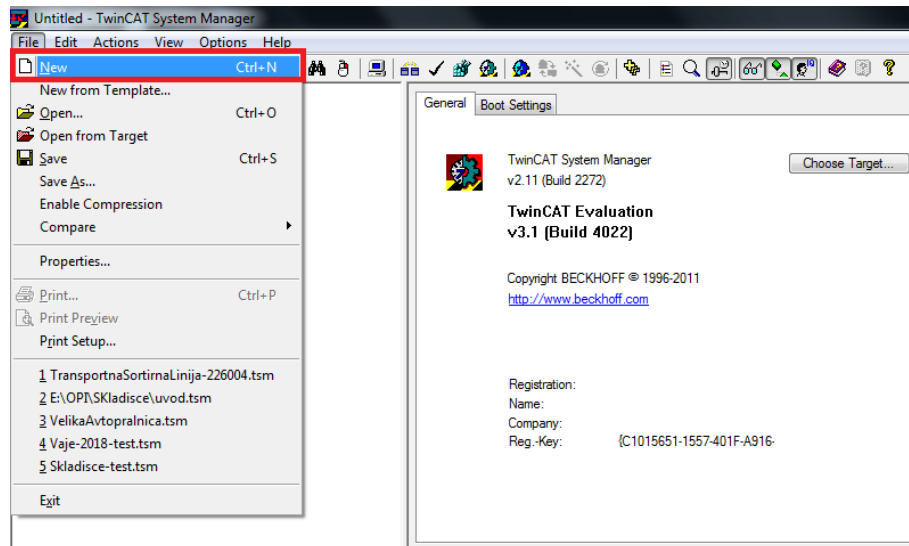 Untitled - TwinCAT System Manager
File Edit Actions View Options Help
New Ctrl+N
New from Template...
Open... Ctrl+O
Open from Target
Save Ctrl+S
Save As...
Enable Compression
Compare
Properties...
Print... Ctrl+P
Print Preview
Print Setup...
1 TransportnaSortirnaLinija-226004.tsm
2 E:\OPI\SKladisce\uvod.tsm
3 VelikaAvtopralnica.tsm
4 Vaje-2018-test.tsm
5 Skladisce-test.tsm
Exit
General Boot Settings
TwinCAT System Manager
v2.11 (Build 2272)
Choose Target...
TwinCAT Evaluation
v3.1 (Build 4022)
Copyright BECKHOFF © 1996-2011
http://www.beckhoff.com
Registration:
Name:
Company:
Reg.-Key: {C1015651-1557-401F-A916-